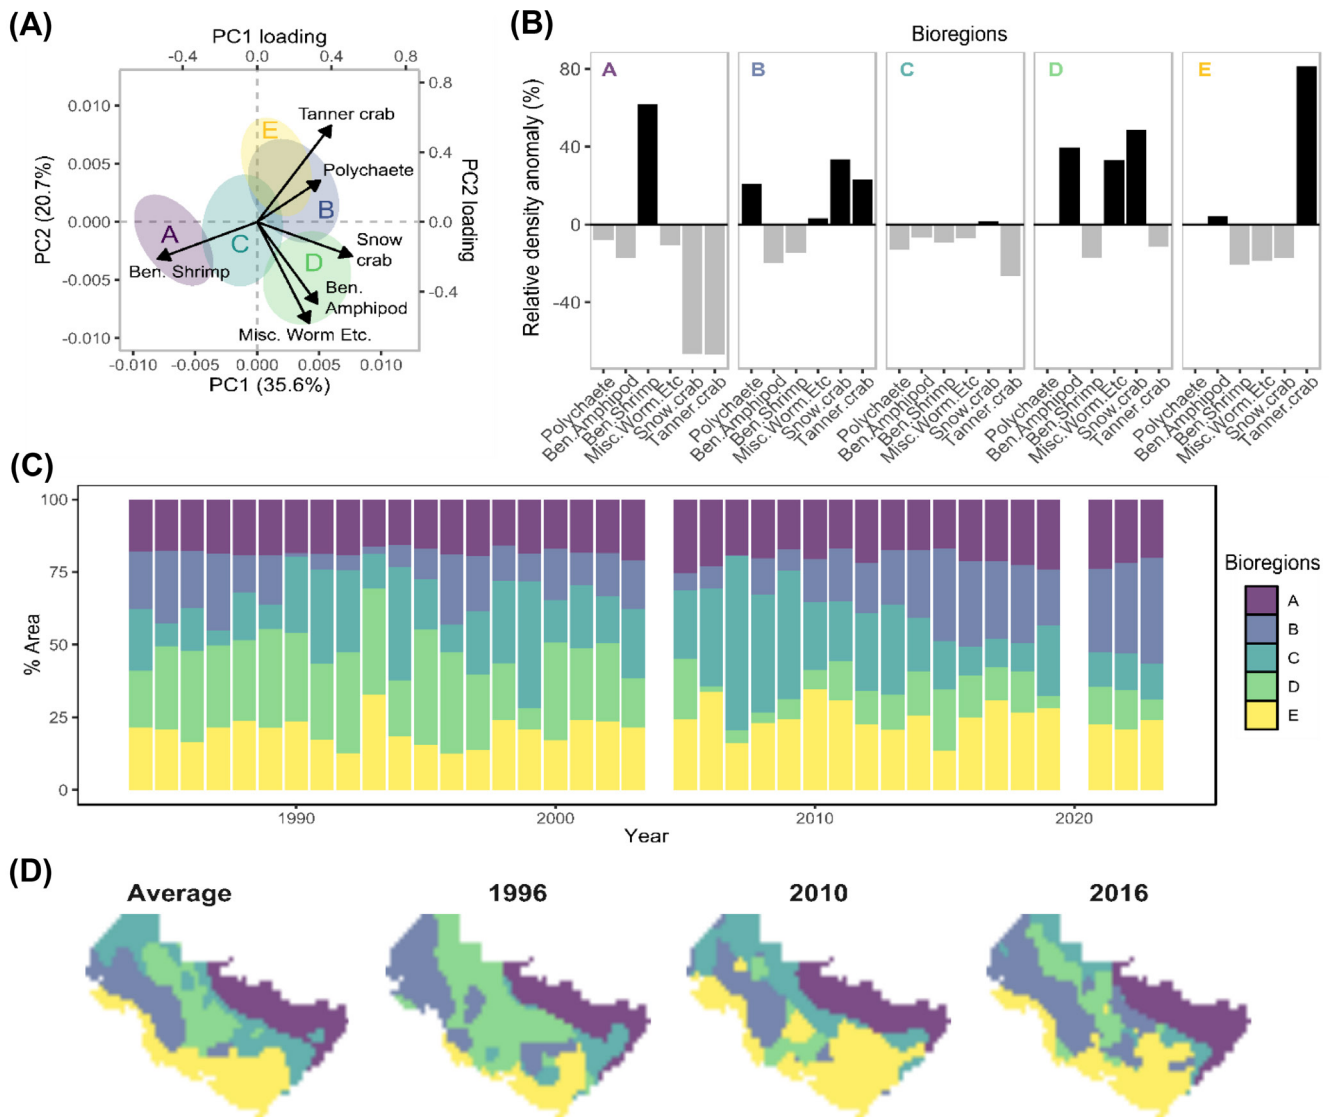 (A)
PC1 loading
-0.4 0.0 0.4 0.8
0.010
0.005
0.000
-0.005
-0.010
PC2 (20.7%)
0.8
0.4
0.0
-0.4
PC2 loading
E
Tanner crab
Polychaete
B
A
C
Snow
crab
D
Ben. Shrimp
Ben.
Amphipod
Misc. Worm Etc.
-0.010 -0.005 0.000 0.005 0.010
PC1 (35.6%)
(B)
Bioregions
Relative density anomaly (%)
80
40
0
-40
A B C D E
Polychaete
Ben.Amphipod
Ben.Shrimp
Misc.Worm.Etc
Snow.crab
Tanner.crab
Polychaete
Ben.Amphipod
Ben.Shrimp
Misc.Worm.Etc
Snow.crab
Tanner.crab
Polychaete
Ben.Amphipod
Ben.Shrimp
Misc.Worm.Etc
Snow.crab
Tanner.crab
Polychaete
Ben.Amphipod
Ben.Shrimp
Misc.Worm.Etc
Snow.crab
Tanner.crab
Polychaete
Ben.Amphipod
Ben.Shrimp
Misc.Worm.Etc
Snow.crab
Tanner.crab
(C)
100
75
50
25
0
% Area
1990 2000 2010 2020
Year
Bioregions
A
B
C
D
E
(D)
Average 1996 2010 2016